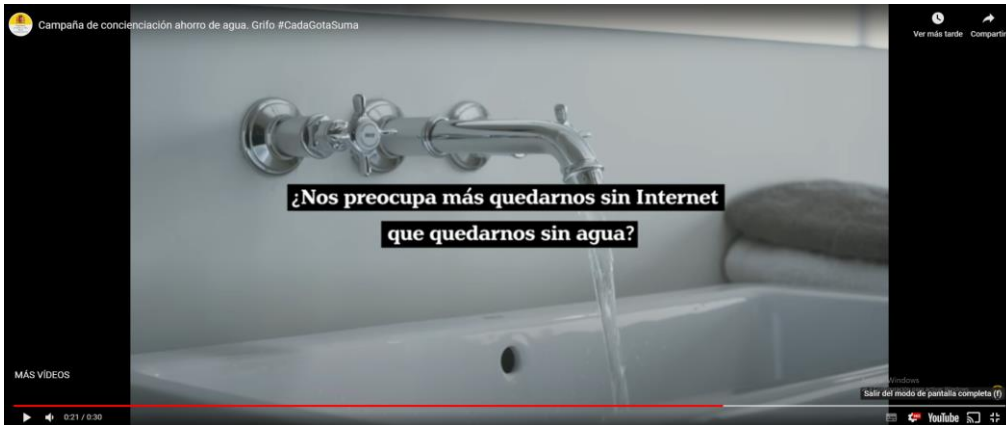 Campaña de concienciación ahorro de agua. Grifo #CadaGotaSuma
Ver más tarde
Compartir
¿Nos preocupa más quedarnos sin Internet
que quedarnos sin agua?
MÁS VÍDEOS
Windows
Salir del modo de pantalla completa (f)
0:21 / 0:30
YouTube